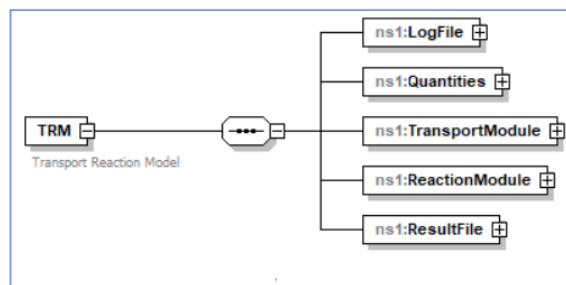 ns1:LogFile
ns1:Quantities
TRM
ns1:TransportModule
Transport Reaction Model
ns1:ReactionModule
ns1:ResultFile